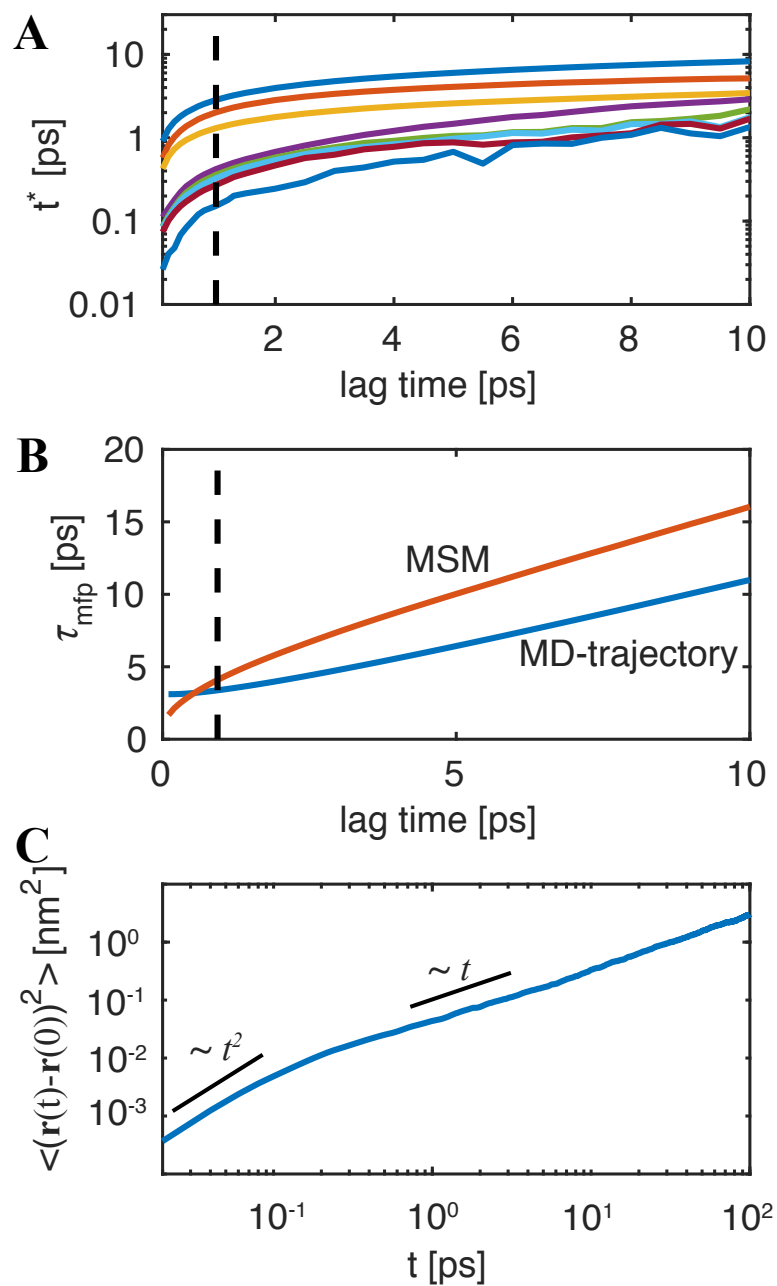 A
t* [ps]
10
1
0.1
0.01
2
4
6
8
10
lag time [ps]
B
τmfp [ps]
20
15
10
5
0
MSM
MD-trajectory
0
5
10
lag time [ps]
C
<(r(t)-r(0))²> [nm²]
10⁰
10⁻¹
10⁻²
10⁻³
~ t²
~ t
10⁻¹
10⁰
10¹
10²
t [ps]